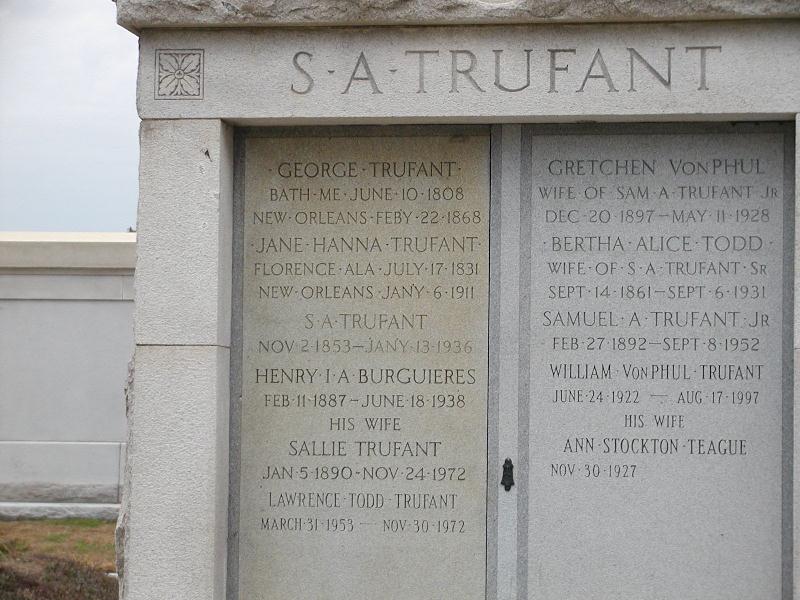 S·A·TRUFANT
·GEORGE·TRUFANT·
BATH·ME·JUNE·10·1808
NEW·ORLEANS·FEBY·22·1868
·JANE·HANNA·TRUFANT·
FLORENCE·ALA·JULY·17·1831
NEW·ORLEANS·JAN'Y·6·1911
S·A·TRUFANT
NOV·2·1853—JAN'Y·13·1936
HENRY·I·A·BURGUIERES
FEB·11·1887—JUNE·18·1938
HIS WIFE
SALLIE TRUFANT
JAN·5·1890—NOV·24·1972
LAWRENCE·TODD·TRUFANT
MARCH·31·1953 — NOV·30·1972
GRETCHEN VONPHUL
WIFE·OF·SAM·A·TRUFANT·JR
DEC·20·1897—MAY·11·1928
·BERTHA·ALICE·TODD·
WIFE·OF·S·A·TRUFANT·SR
SEPT·14·1861—SEPT·6·1931
SAMUEL·A·TRUFANT·JR
FEB·27·1892—SEPT·8·1952
WILLIAM·VONPHUL·TRUFANT
JUNE·24·1922 — AUG·17·1997
HIS WIFE
ANN·STOCKTON·TEAGUE
NOV·30·1927